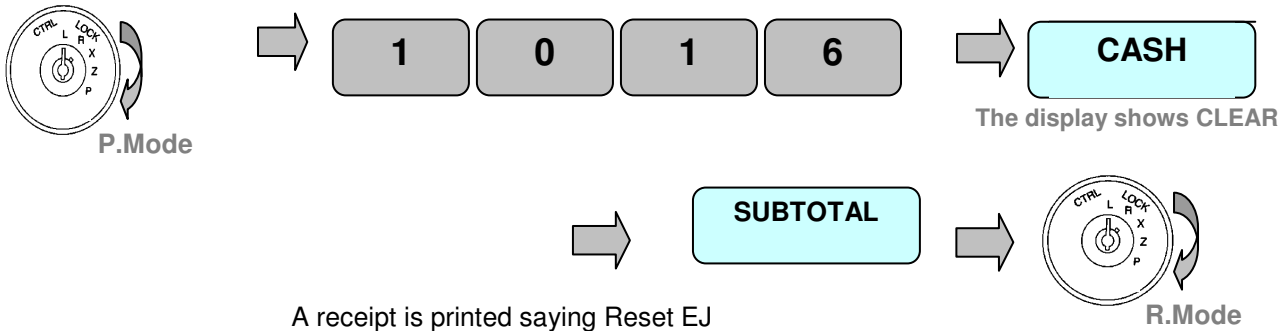 CTRL LOCK
L R X Z P
P.Mode
1 0 1 6
CASH
The display shows CLEAR
SUBTOTAL
CTRL LOCK
L R X Z P
R.Mode
A receipt is printed saying Reset EJ